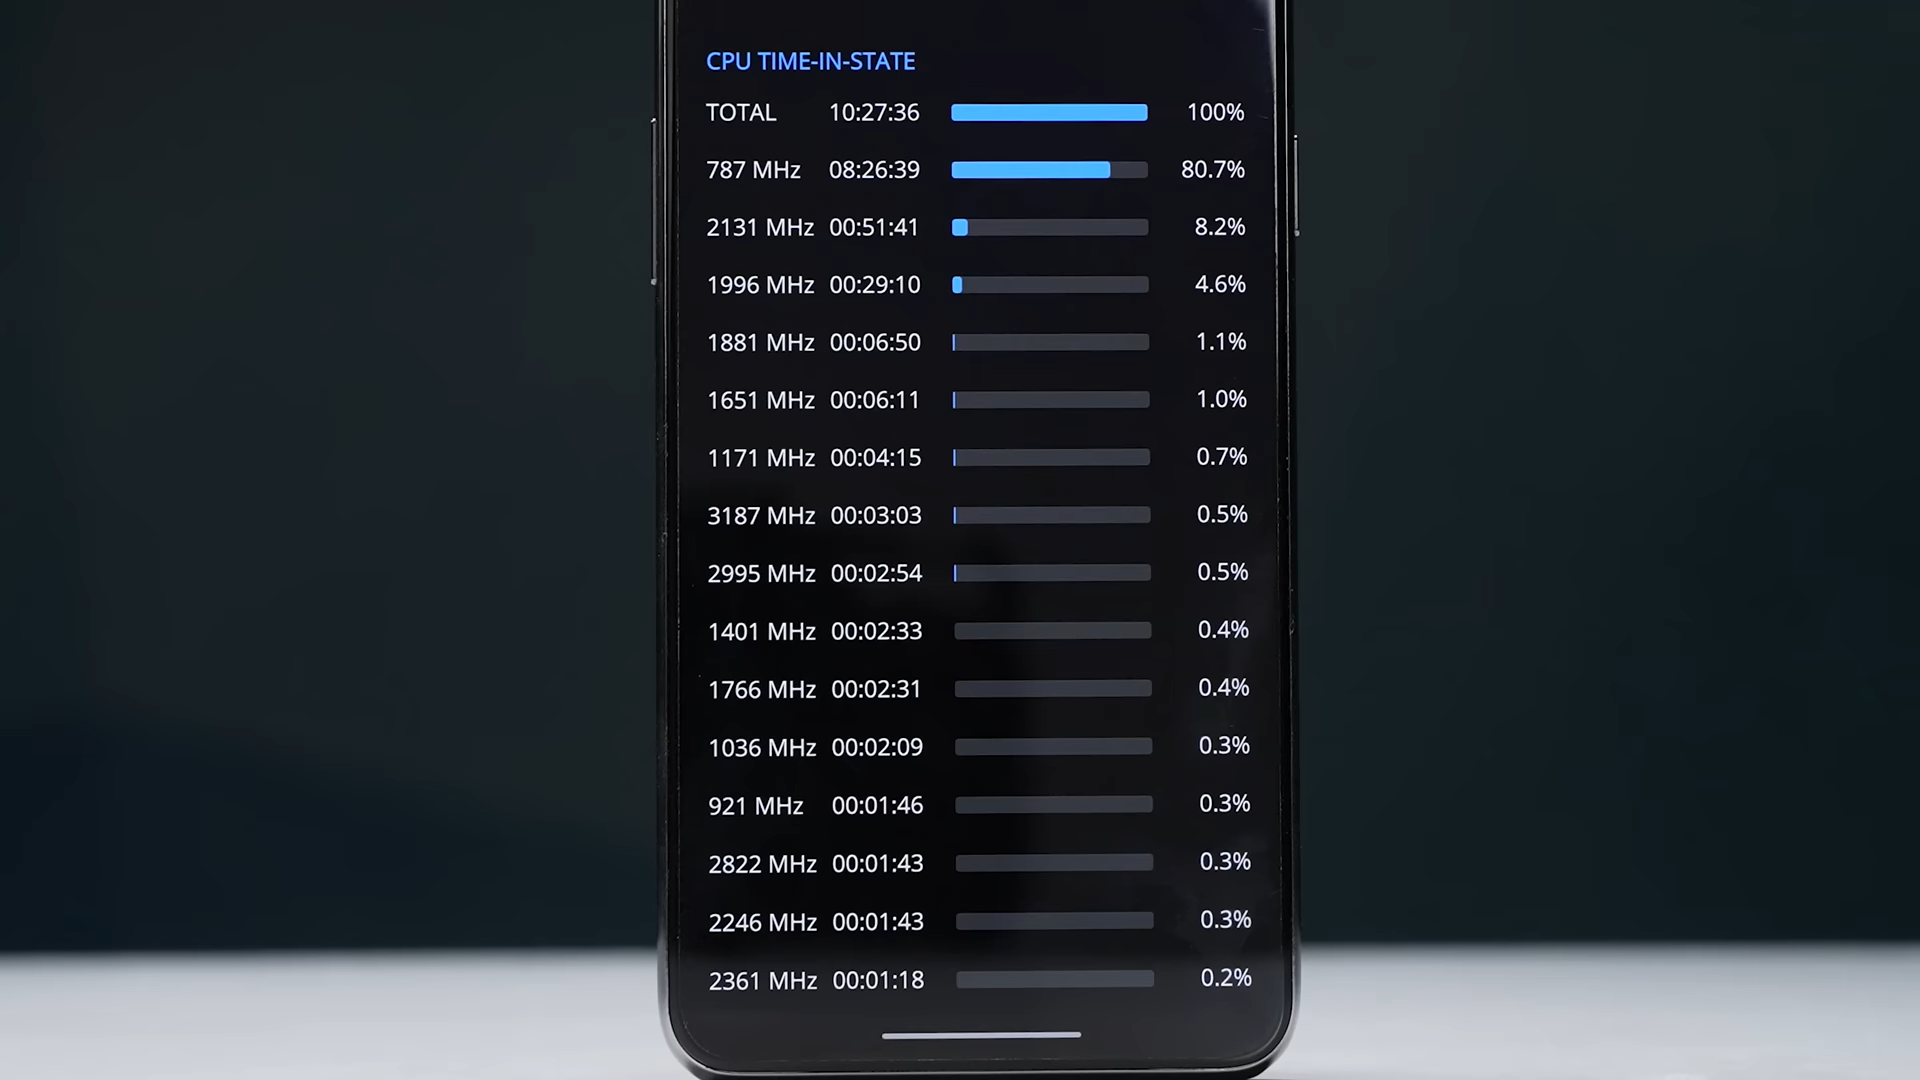 CPU TIME-IN-STATE
TOTAL 10:27:36 100%
787 MHz 08:26:39 80.7%
2131 MHz 00:51:41 8.2%
1996 MHz 00:29:10 4.6%
1881 MHz 00:06:50 1.1%
1651 MHz 00:06:11 1.0%
1171 MHz 00:04:15 0.7%
3187 MHz 00:03:03 0.5%
2995 MHz 00:02:54 0.5%
1401 MHz 00:02:33 0.4%
1766 MHz 00:02:31 0.4%
1036 MHz 00:02:09 0.3%
921 MHz 00:01:46 0.3%
2822 MHz 00:01:43 0.3%
2246 MHz 00:01:43 0.3%
2361 MHz 00:01:18 0.2%